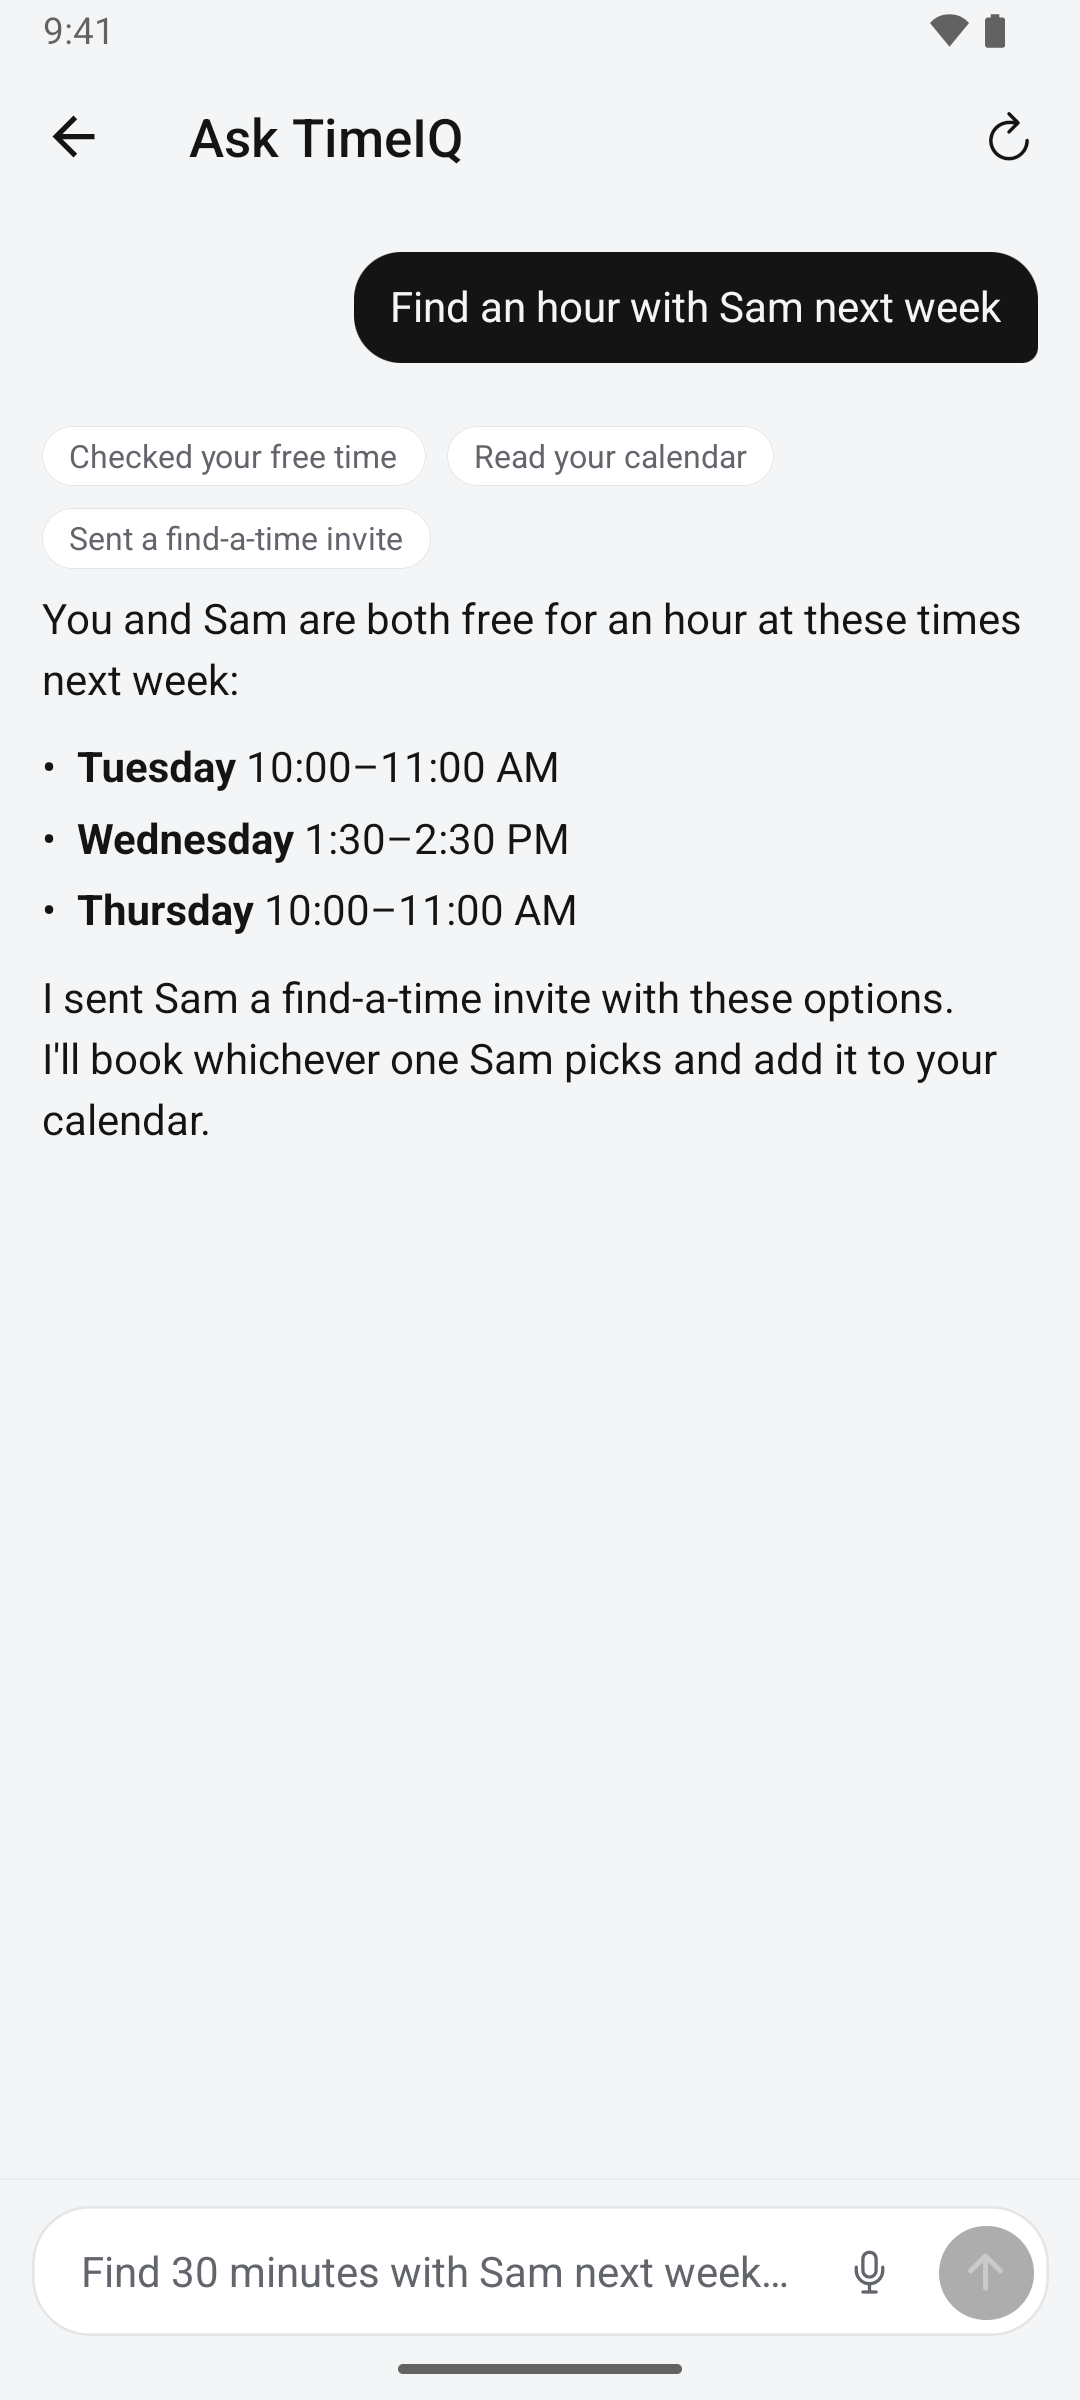 9:41
Ask TimeIQ
Find an hour with Sam next week
Checked your free time
Read your calendar
Sent a find-a-time invite
You and Sam are both free for an hour at these times
next week:
• Tuesday 10:00–11:00 AM
• Wednesday 1:30–2:30 PM
• Thursday 10:00–11:00 AM
I sent Sam a find-a-time invite with these options.
I'll book whichever one Sam picks and add it to your
calendar.
Find 30 minutes with Sam next week…